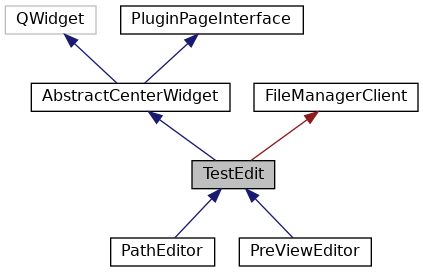 QWidget
PluginPageInterface
AbstractCenterWidget
FileManagerClient
TestEdit
PathEditor
PreViewEditor